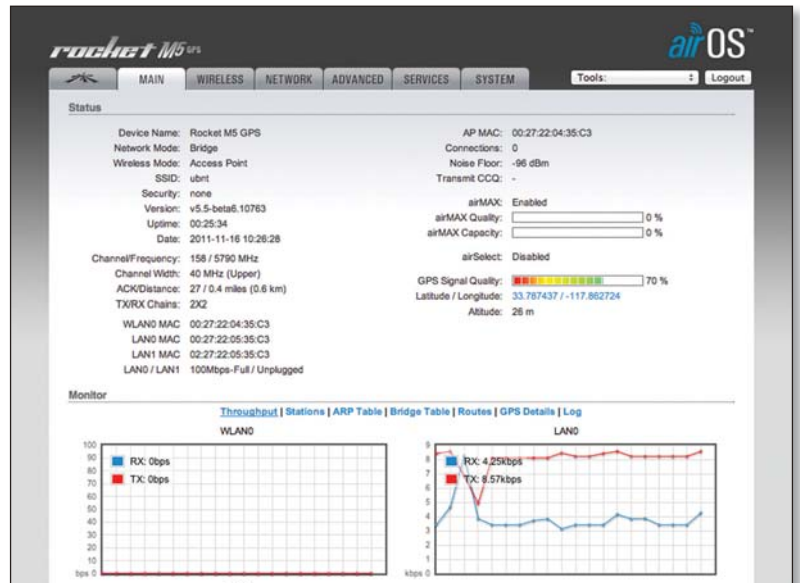 rocket M5 GPS
airOS™
MAIN WIRELESS NETWORK ADVANCED SERVICES SYSTEM Tools: Logout
Status
Device Name: Rocket M5 GPS
Network Mode: Bridge
Wireless Mode: Access Point
SSID: ubnt
Security: none
Version: v5.5-beta6.10763
Uptime: 00:25:34
Date: 2011-11-16 10:26:28
Channel/Frequency: 158 / 5790 MHz
Channel Width: 40 MHz (Upper)
ACK/Distance: 27 / 0.4 miles (0.6 km)
TX/RX Chains: 2X2
WLAN0 MAC 00:27:22:04:35:C3
LAN0 MAC 00:27:22:05:35:C3
LAN1 MAC 02:27:22:05:35:C3
LAN0 / LAN1 100Mbps-Full / Unplugged
AP MAC: 00:27:22:04:35:C3
Connections: 0
Noise Floor: -96 dBm
Transmit CCQ: -
airMAX: Enabled
airMAX Quality: 0 %
airMAX Capacity: 0 %
airSelect: Disabled
GPS Signal Quality: 70 %
Latitude / Longitude: 33.787437 / -117.862724
Altitude: 26 m
Monitor
Throughput | Stations | ARP Table | Bridge Table | Routes | GPS Details | Log
WLAN0
100
90
80
70
60
50
40
30
20
10
bps 0
RX: 0bps
TX: 0bps
LAN0
9
8
7
6
5
4
3
2
1
kbps 0
RX: 4.25kbps
TX: 8.57kbps